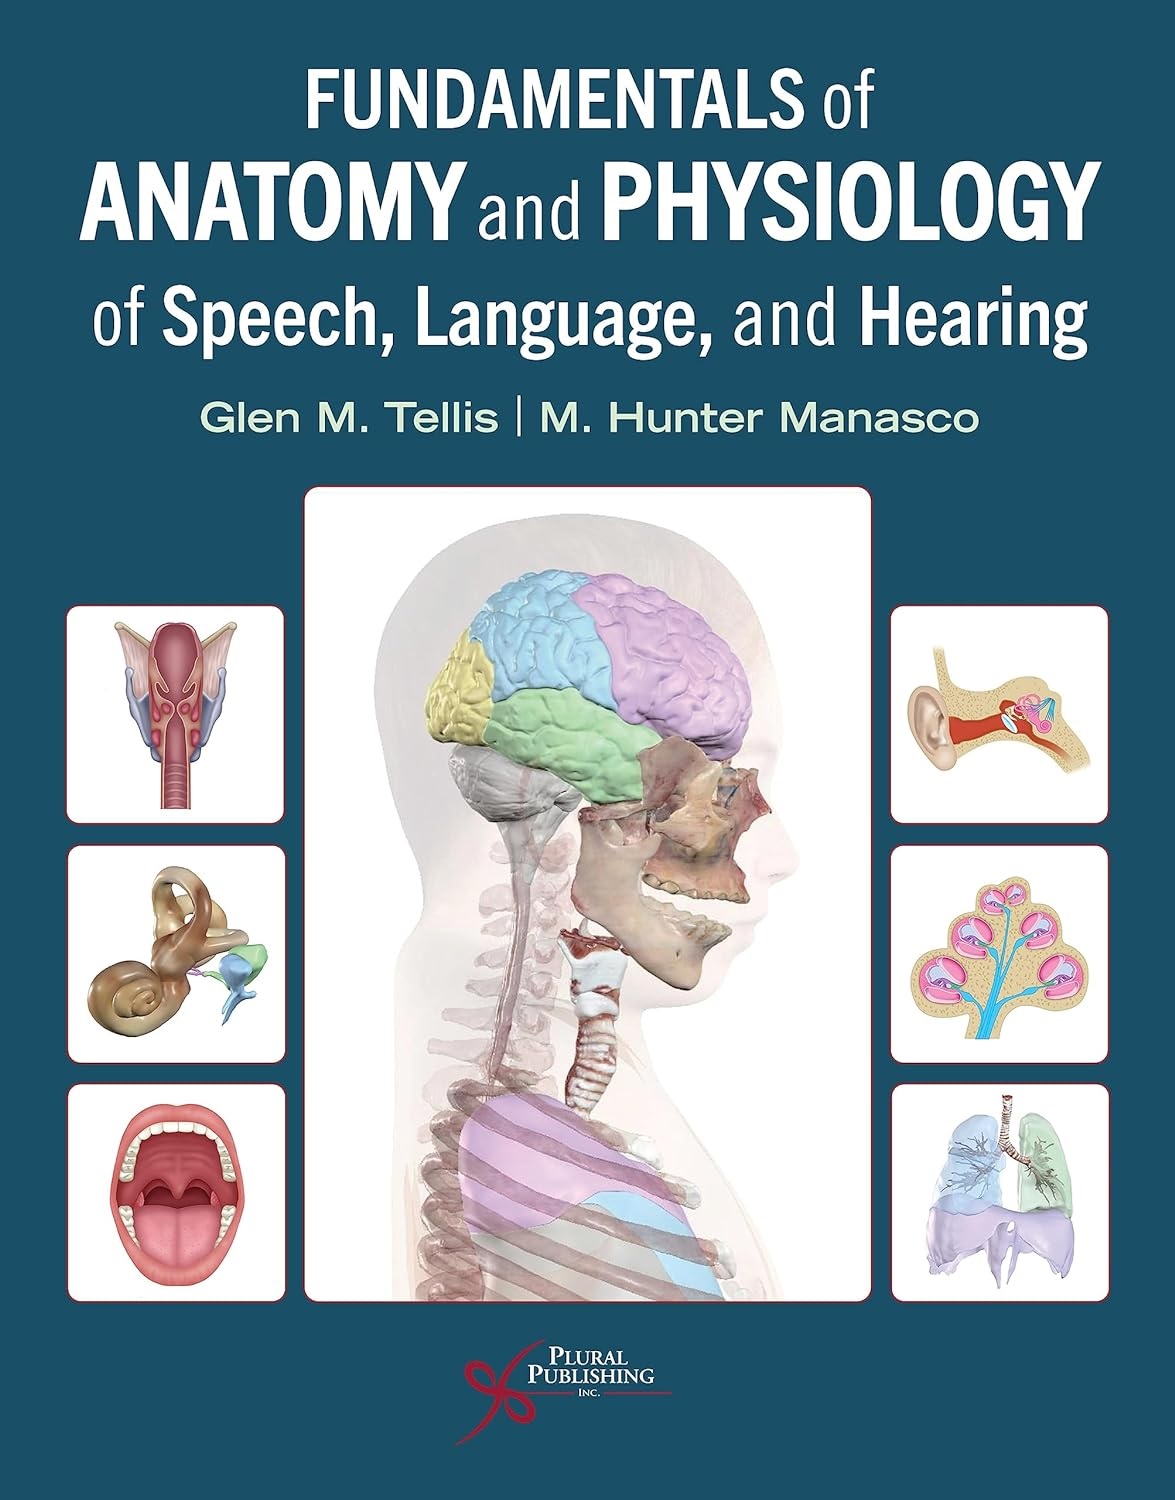 FUNDAMENTALS of
ANATOMY and PHYSIOLOGY
of Speech, Language, and Hearing
Glen M. Tellis | M. Hunter Manasco
PLURAL
PUBLISHING
INC.